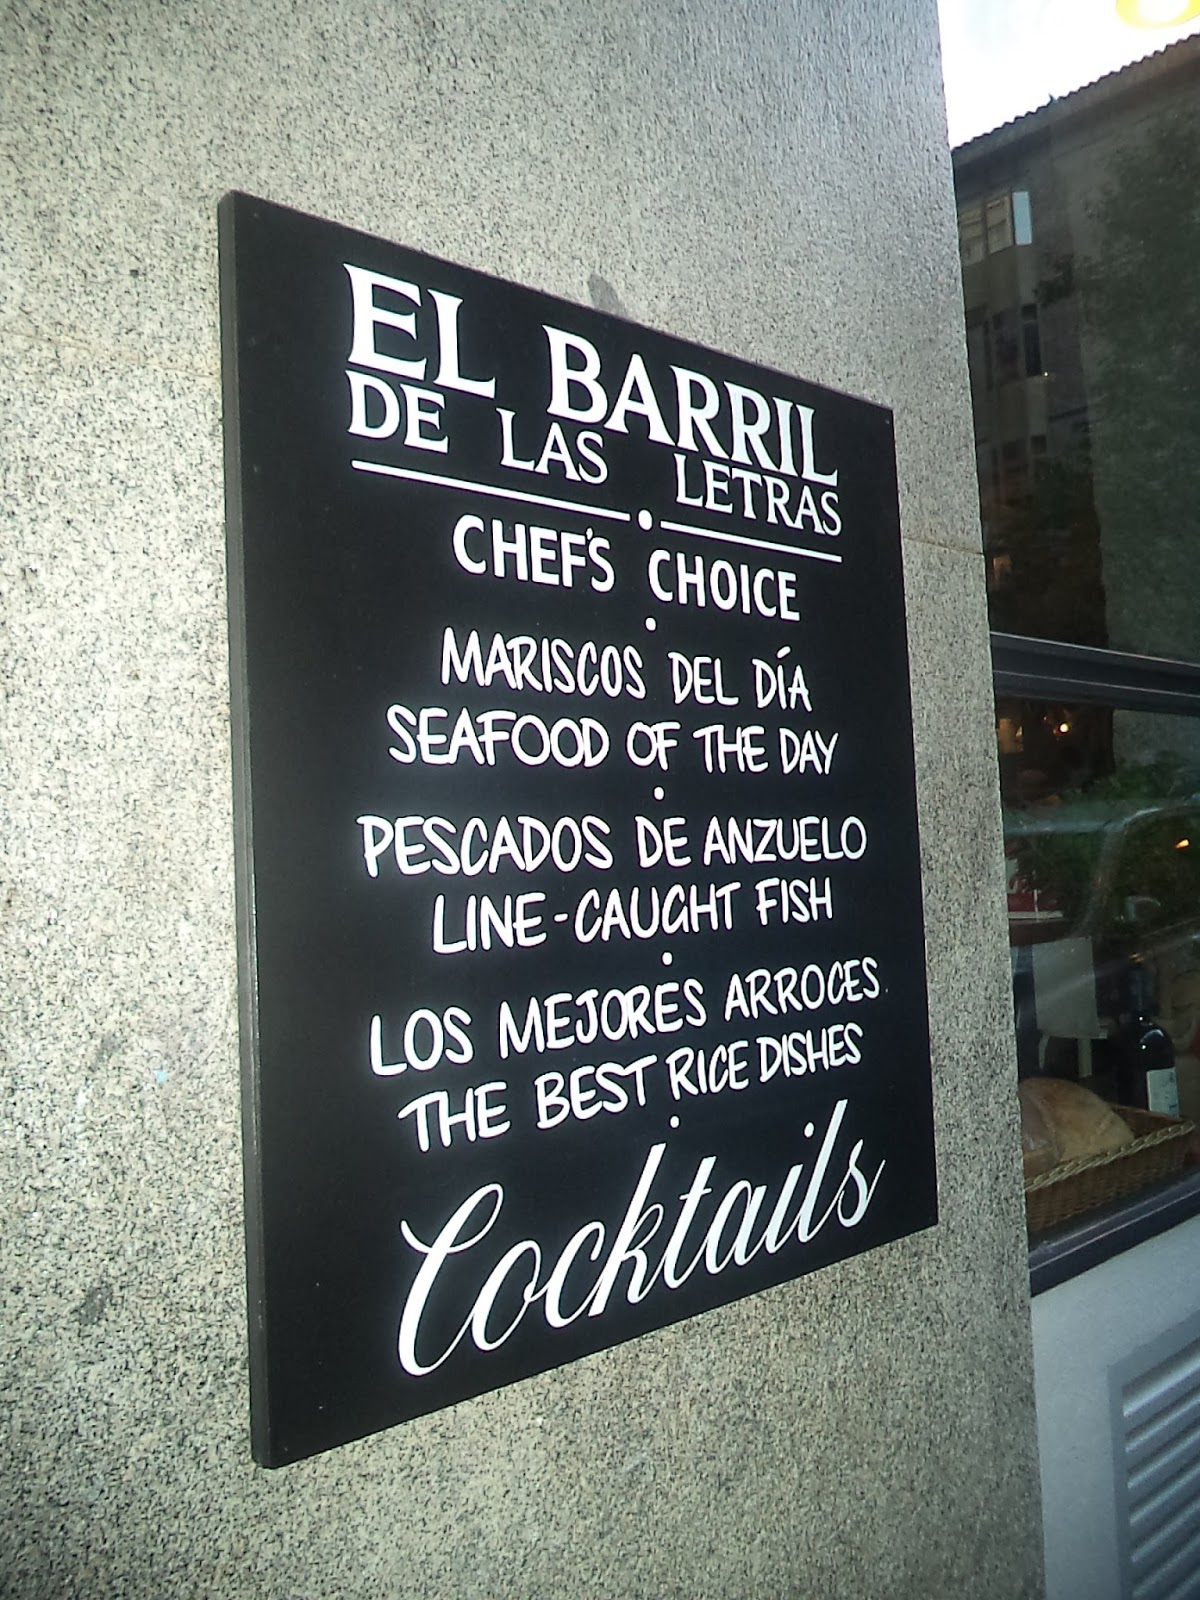 EL BARRIL
DE LAS LETRAS
CHEF'S CHOICE
MARISCOS DEL DÍA
SEAFOOD OF THE DAY
PESCADOS DE ANZUELO
LINE-CAUGHT FISH
LOS MEJORES ARROCES
THE BEST RICE DISHES
Cocktails